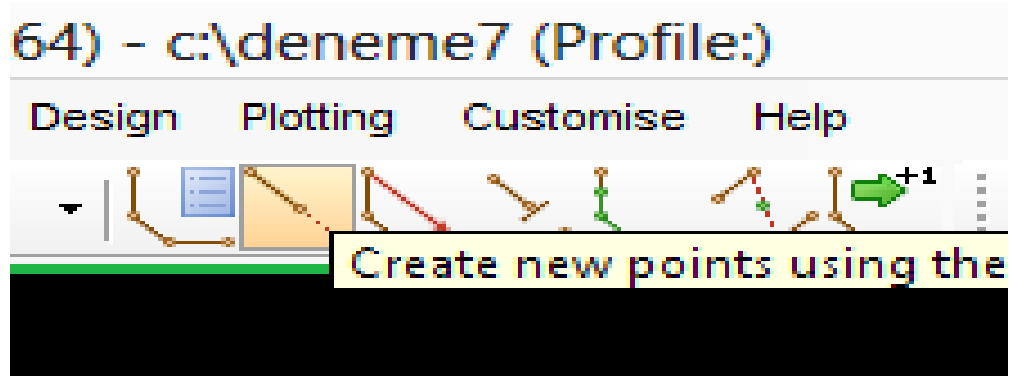 64) - c:\deneme7 (Profile:)
Design Plotting Customise Help
+1
Create new points using the